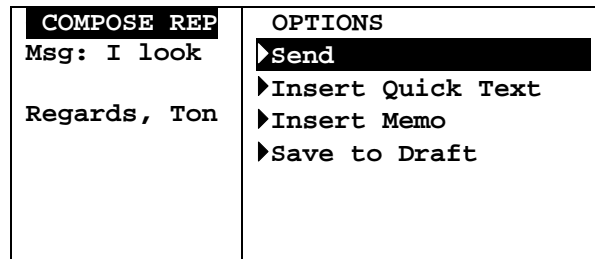 COMPOSE REP
Msg: I look
Regards, Ton
OPTIONS
Send
Insert Quick Text
Insert Memo
Save to Draft